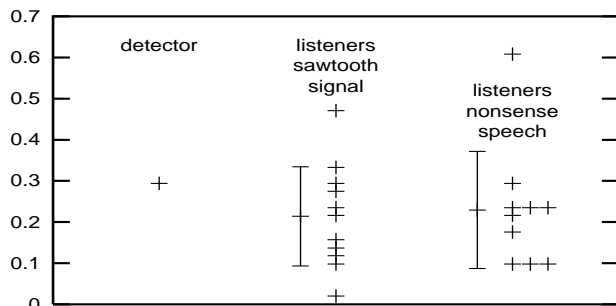 0.7
0.6
0.5
0.4
0.3
0.2
0.1
0
detector
listeners
sawtooth
signal
listeners
nonsense
speech